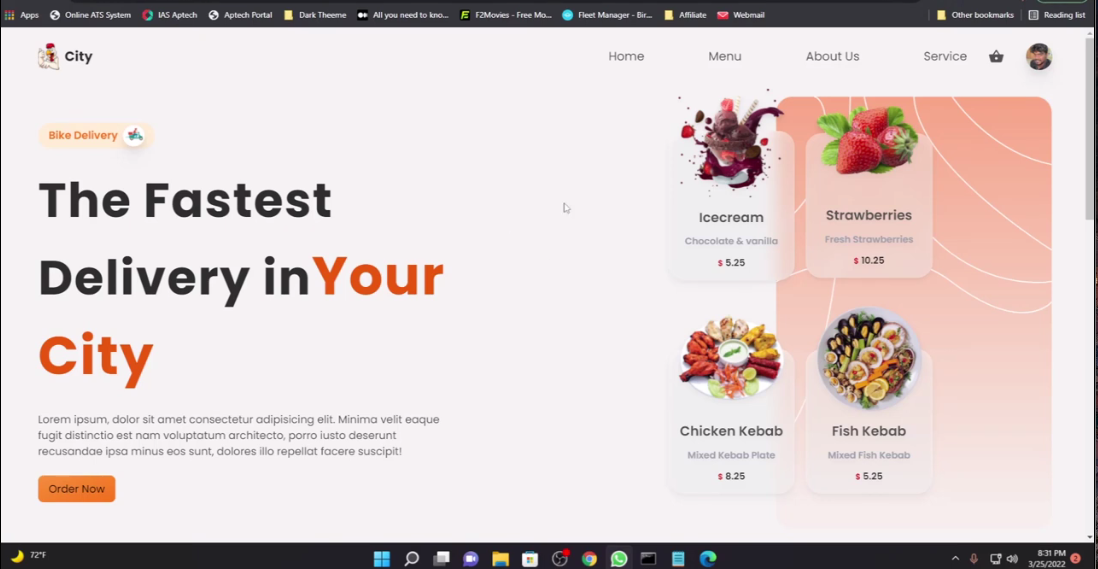 Apps Online ATS System IAS Aptech Aptech Portal Dark Theeme All you need to kno... F2Movies - Free Mo... Fleet Manager - Bir... Affiliate Webmail Other bookmarks Reading list
City Home Menu About Us Service
Bike Delivery
The Fastest
Delivery inYour
City
Lorem ipsum, dolor sit amet consectetur adipisicing elit. Minima velit eaque
fugit distinctio est nam voluptatum architecto, porro iusto deserunt
recusandae ipsa minus eos sunt, dolores illo repellat facere suscipit!
Order Now
Icecream
Chocolate & vanilla
$ 5.25
Strawberries
Fresh Strawberries
$ 10.25
Chicken Kebab
Mixed Kebab Plate
$ 8.25
Fish Kebab
Mixed Fish Kebab
$ 5.25
72°F
8:31 PM
3/25/2022
2